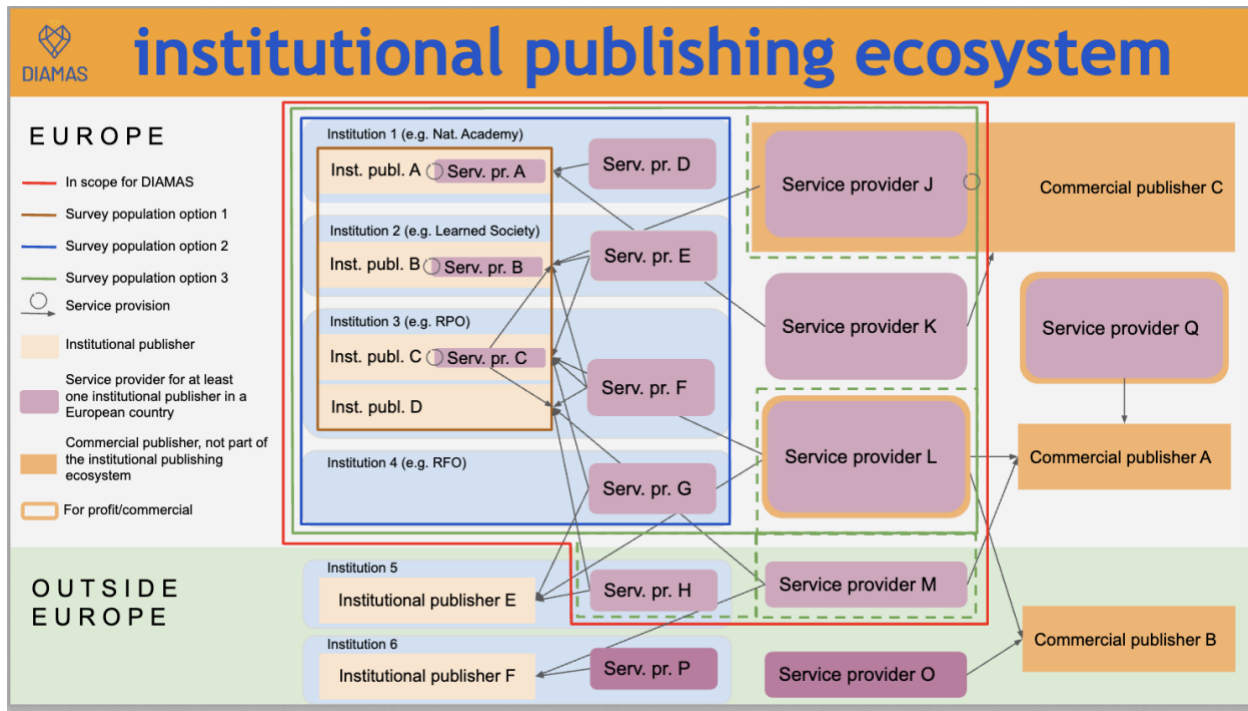 institutional publishing ecosystem
DIAMAS
EUROPE
In scope for DIAMAS
Survey population option 1
Survey population option 2
Survey population option 3
Service provision
Institutional publisher
Service provider for at least
one institutional publisher in a
European country
Commercial publisher, not part of
the institutional publishing
ecosystem
For profit/commercial
OUTSIDE
EUROPE
Institution 1 (e.g. Nat. Academy)
Inst. publ. A
Serv. pr. A
Serv. pr. D
Institution 2 (e.g. Learned Society)
Inst. publ. B
Serv. pr. B
Serv. pr. E
Institution 3 (e.g. RPO)
Inst. publ. C
Serv. pr. C
Inst. publ. D
Serv. pr. F
Institution 4 (e.g. RFO)
Serv. pr. G
Institution 5
Institutional publisher E
Serv. pr. H
Institution 6
Institutional publisher F
Serv. pr. P
Service provider J
Commercial publisher C
Service provider K
Service provider Q
Service provider L
Commercial publisher A
Service provider M
Commercial publisher B
Service provider O